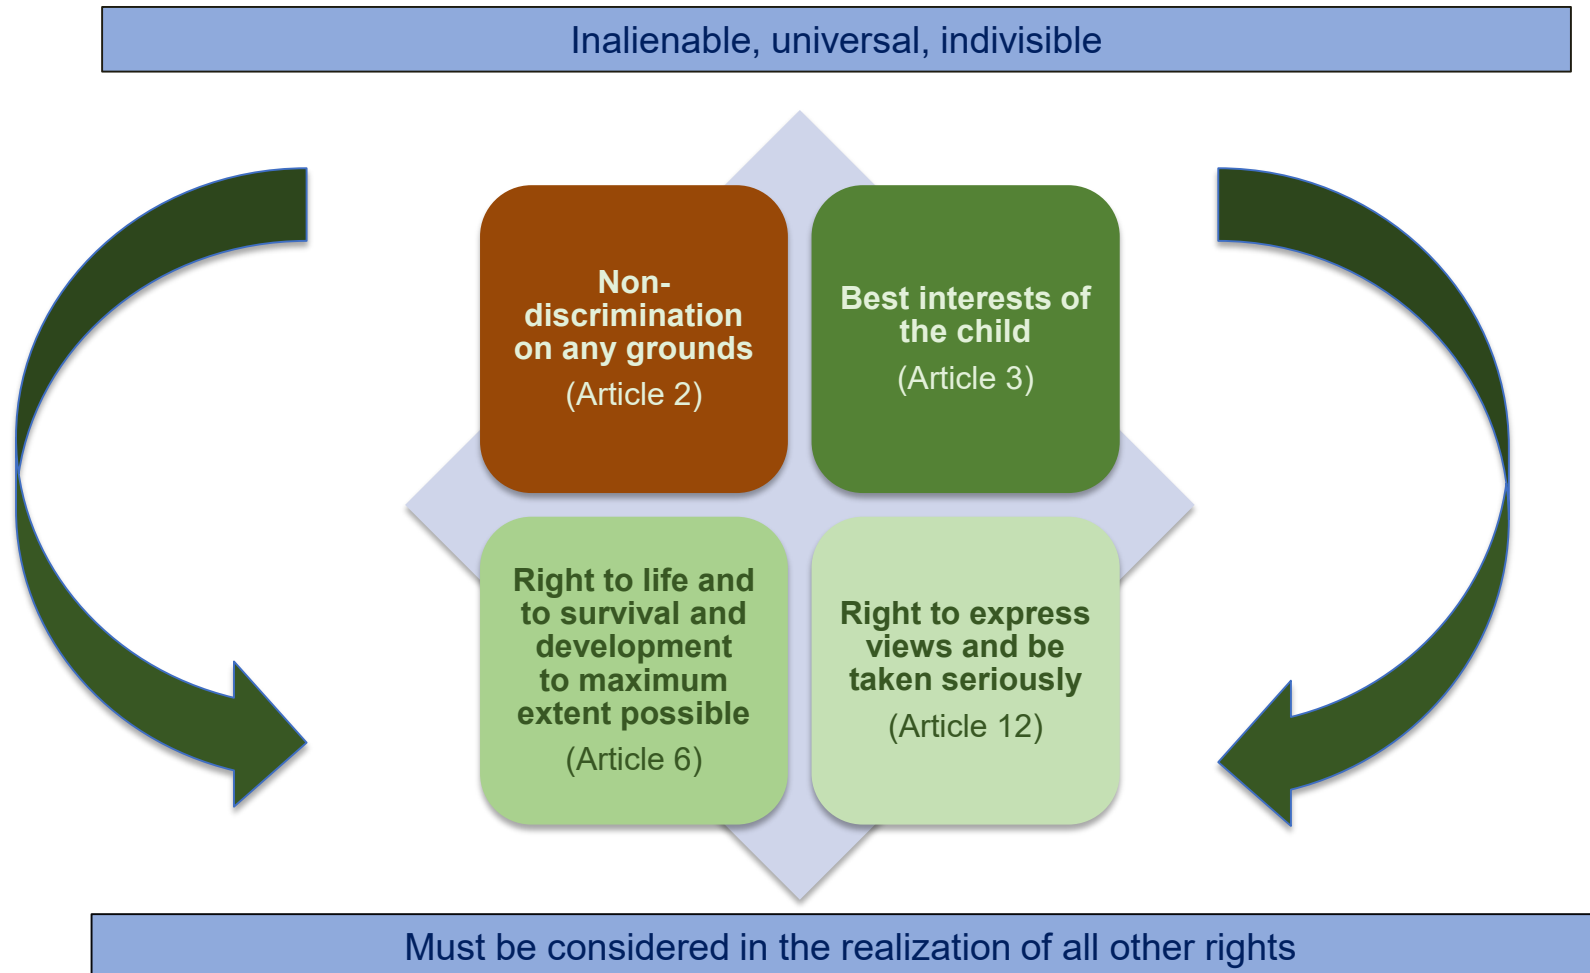 Inalienable, universal, indivisible
Non-
discrimination
on any grounds
(Article 2)
Best interests of
the child
(Article 3)
Right to life and
to survival and
development
to maximum
extent possible
(Article 6)
Right to express
views and be
taken seriously
(Article 12)
Must be considered in the realization of all other rights